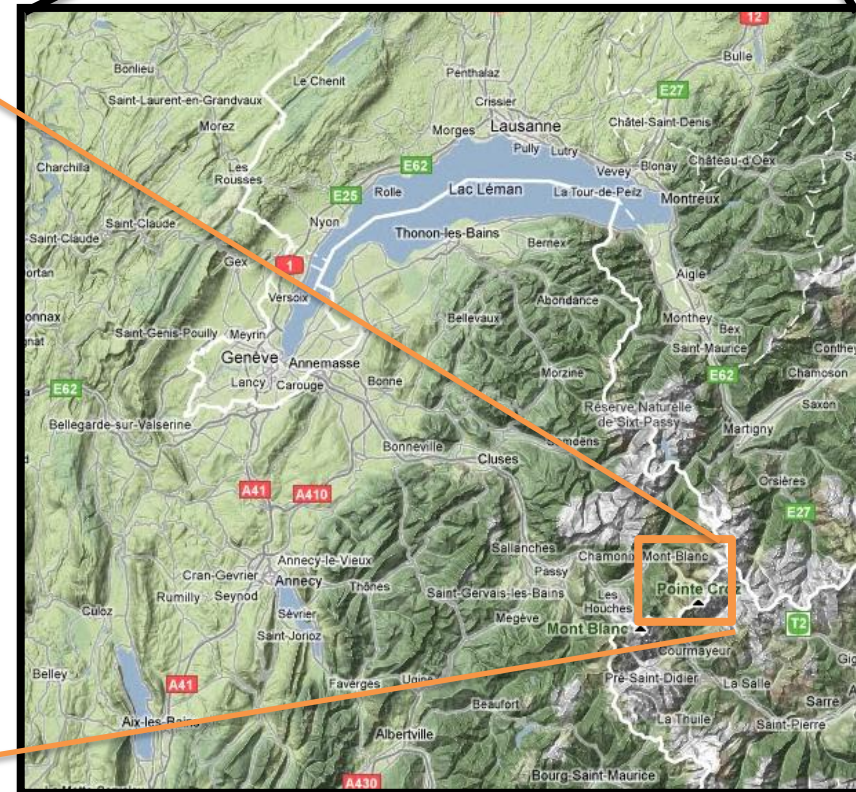 12
Bulle
Bonlieu
Le Chenit
Penthalaz
E27
Saint-Laurent-en-Grandvaux
Crissier
Châtel-Saint-Denis
Morez
Morges
Lausanne
Pully
Lutry
Charchilla
Les
Rousses
E62
Vevey
Blonay
Château-d'Oex
E25
Rolle
Lac Léman
La Tour-de-Peilz
Montreux
Nyon
Saint-Claude
Saint-Claude
Thonon-les-Bains
Bernex
Gex
1
Aigle
Versoix
Abondance
Monthey
Bex
Bellevaux
Saint-Genis-Pouilly
Meyrin
Saint-Maurice
Genève
Annemasse
Morzine
E62
Chamoson
Lancy
Carouge
Bonne
E62
Saxon
Réserve Naturelle
de Sixt-Passy
Bellegarde-sur-Valserine
Martigny
Bonneville
Cluses
Orsières
A41
A410
E27
Sallanches
Chamonix
Mont-Blanc
Annecy-le-Vieux
Passy
Cran-Gevrier
Annecy
Thônes
Pointe Croz
Rumilly
Seynod
Saint-Gervais-les-Bains
Les
Houches
Culoz
Sévrier
Megève
T2
Mont Blanc
Saint-Jorioz
Courmayeur
Belley
Pré-Saint-Didier
La Salle
A41
Faverges
Ugine
Sarre
Beaufort
Aix-les-Bains
La Thuile
Saint-Pierre
Albertville
A430
Bourg-Saint-Maurice